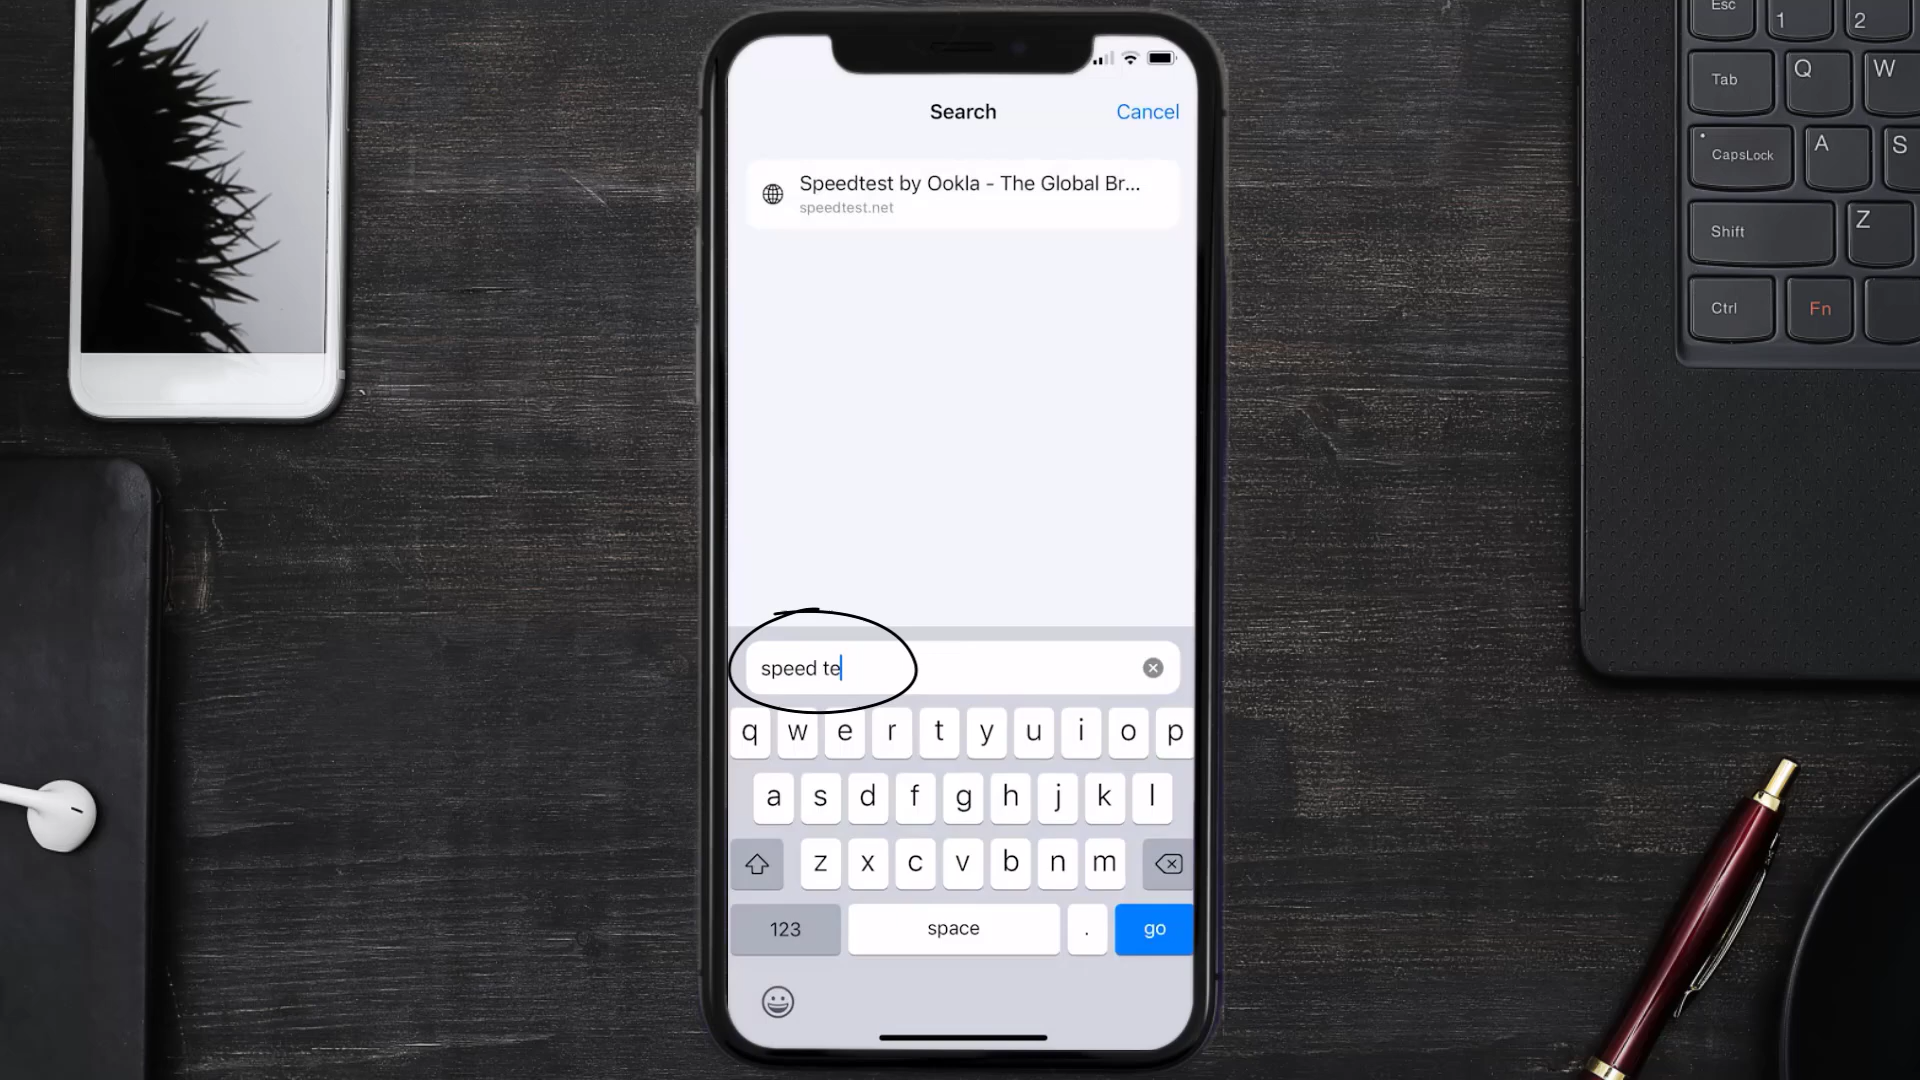 Search
Cancel
Speedtest by Ookla - The Global Br...
speedtest.net
speed te
q w e r t y u i o p
a s d f g h j k l
z x c v b n m
123
space
.
go
Esc
1
2
Tab
Q
W
CapsLock
A
S
Shift
Z
Ctrl
Fn